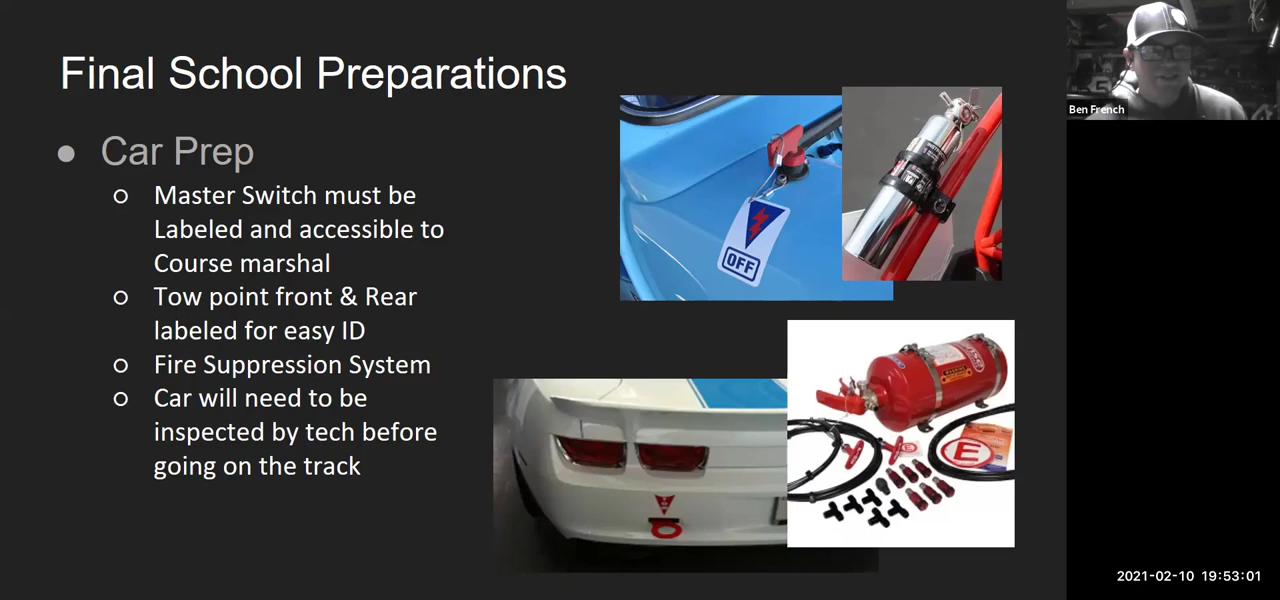 Final School Preparations
Car Prep
Master Switch must be
Labeled and accessible to
Course marshal
Tow point front & Rear
labeled for easy ID
Fire Suppression System
Car will need to be
inspected by tech before
going on the track
OFF
E
Ben French
2021-02-10 19:53:01